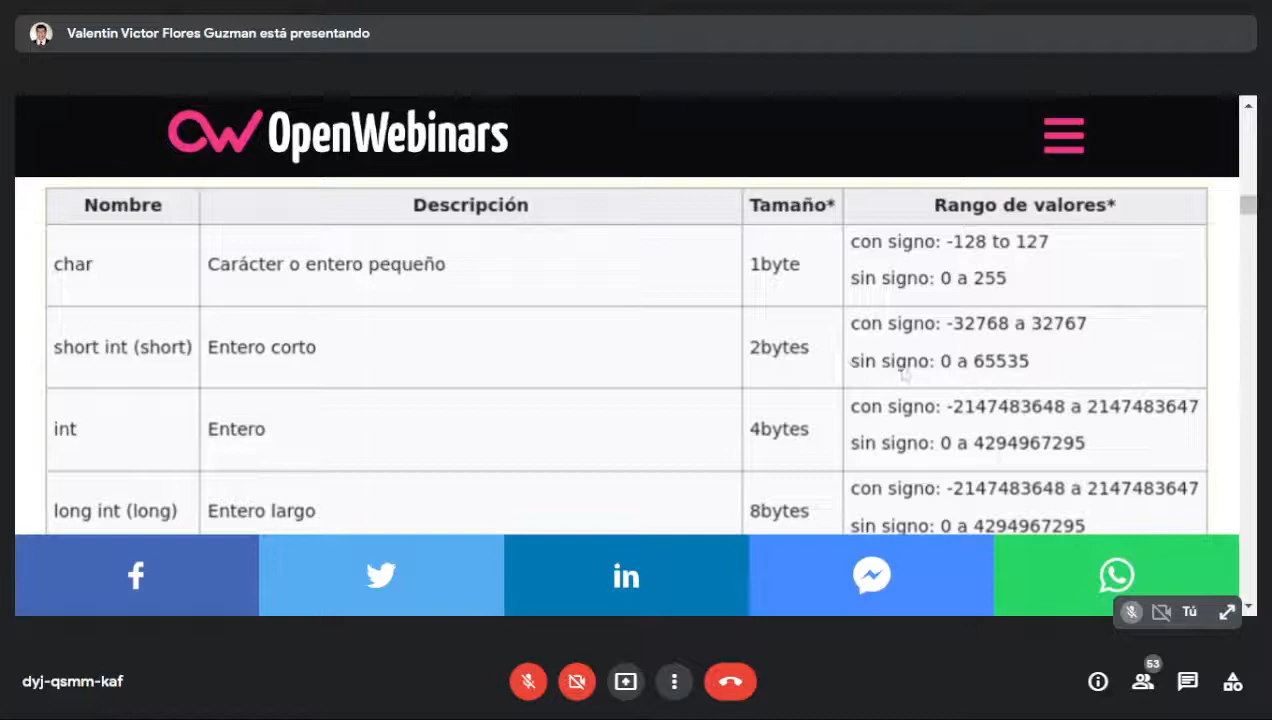 Valentin Victor Flores Guzman está presentando
OpenWebinars
Nombre Descripción Tamaño* Rango de valores*
char Carácter o entero pequeño 1byte con signo: -128 to 127
sin signo: 0 a 255
short int (short) Entero corto 2bytes con signo: -32768 a 32767
sin signo: 0 a 65535
int Entero 4bytes con signo: -2147483648 a 2147483647
sin signo: 0 a 4294967295
long int (long) Entero largo 8bytes con signo: -2147483648 a 2147483647
sin signo: 0 a 4294967295
Tú
dyj-qsmm-kaf
53